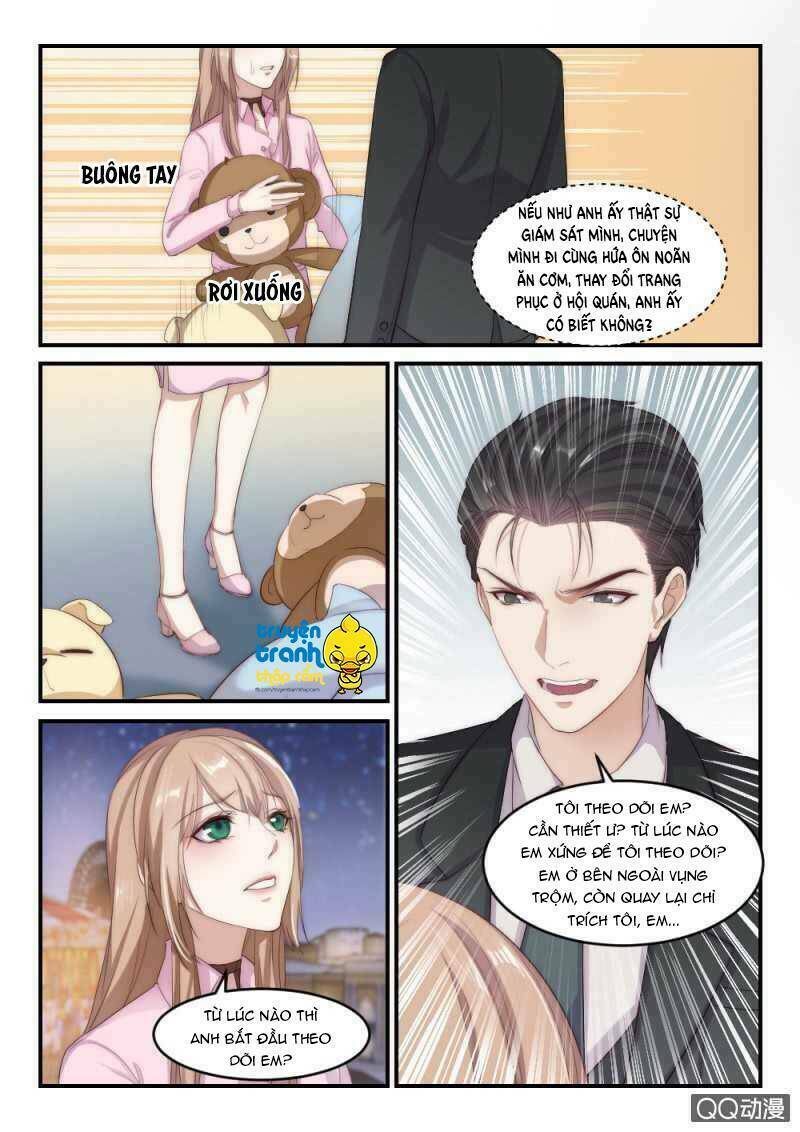 BUÔNG TAY
RƠI XUỐNG
NẾU NHƯ ANH ẤY THẬT SỰ
GIÁM SÁT MÌNH, CHUYỆN
MÌNH ĐI CÙNG HỨA ÔN NOÃN
ĂN CƠM, THAY ĐỔI TRANG
PHỤC Ở HỘI QUÁN, ANH ẤY
CÓ BIẾT KHÔNG?
truyện
tranh
thập cẩm
TỪ LÚC NÀO THÌ
ANH BẮT ĐẦU THEO
DÕI EM?
TÔI THEO DÕI EM?
CẦN THIẾT Ư? TỪ LÚC NÀO
EM XỨNG ĐỂ TÔI THEO DÕI?
EM Ở BÊN NGOÀI VỤNG
TRỘM, CÒN QUAY LẠI CHỈ
TRÍCH TÔI, EM...
QQ动漫